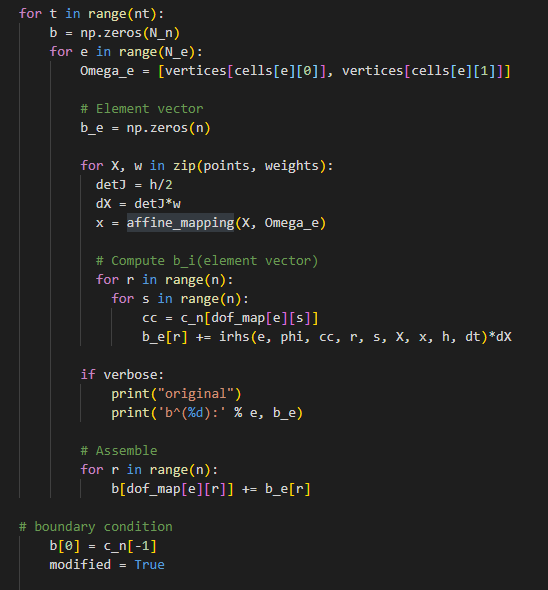 for t in range(nt):
    b = np.zeros(N_n)
    for e in range(N_e):
        Omega_e = [vertices[cells[e][0]], vertices[cells[e][1]]]

        # Element vector
        b_e = np.zeros(n)

        for X, w in zip(points, weights):
          detJ = h/2
          dX = detJ*w
          x = affine_mapping(X, Omega_e)

          # Compute b_i(element vector)
          for r in range(n):
            for s in range(n):
                cc = c_n[dof_map[e][s]]
                b_e[r] += irhs(e, phi, cc, r, s, X, x, h, dt)*dX

        if verbose:
            print("original")
            print('b^(%d):' % e, b_e)

        # Assemble
        for r in range(n):
            b[dof_map[e][r]] += b_e[r]

# boundary condition
    b[0] = c_n[-1]
    modified = True